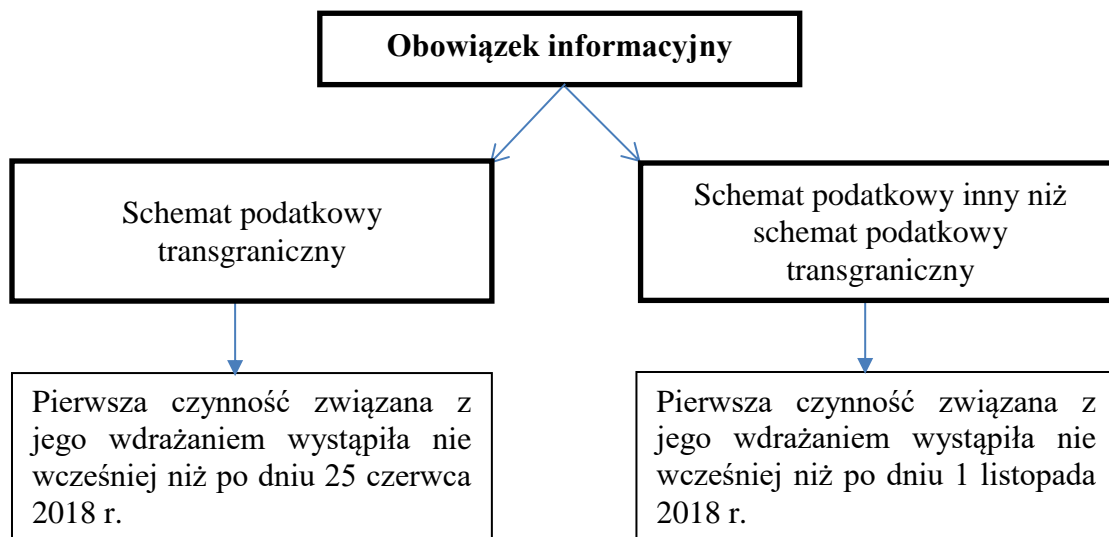 Obowiązek informacyjny
Schemat podatkowy
transgraniczny
Schemat podatkowy inny niż
schemat podatkowy
transgraniczny
Pierwsza czynność związana z
jego wdrażaniem wystąpiła nie
wcześniej niż po dniu 25 czerwca
2018 r.
Pierwsza czynność związana z
jego wdrażaniem wystąpiła nie
wcześniej niż po dniu 1 listopada
2018 r.